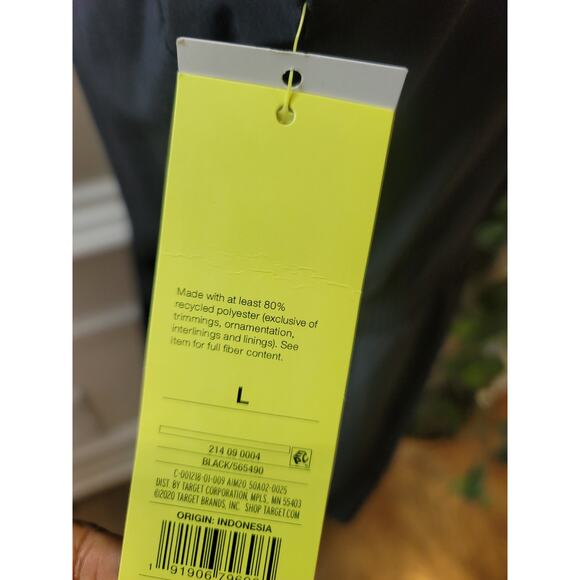 Made with at least 80%
recycled polyester (exclusive of
trimmings, ornamentation,
interlinings and linings). See
item for full fiber content.
L
214 09 0004
BLACK/565490
C-001218-01-009 AIM20 50A02-0025
DIST. BY TARGET CORPORATION, MPLS, MN 55403
©2020 TARGET BRANDS, INC. SHOP TARGET.COM
ORIGIN: INDONESIA